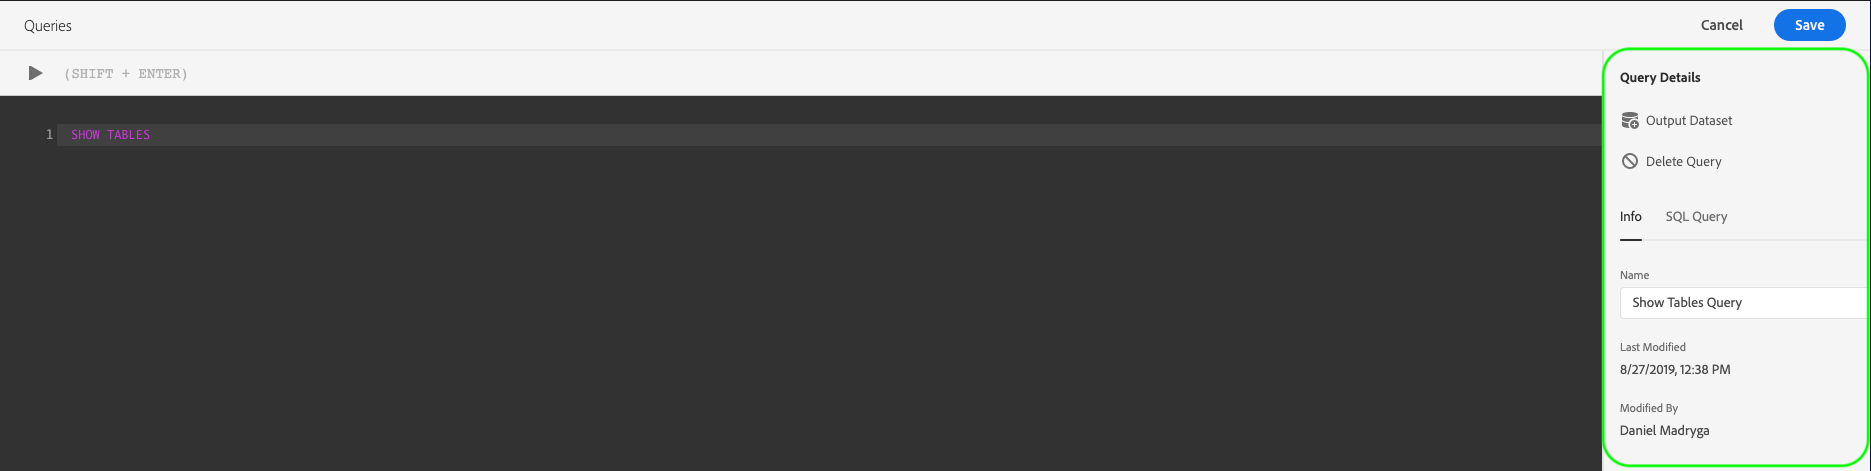 Queries
Cancel
Save
(SHIFT + ENTER)
1 SHOW TABLES
Query Details
Output Dataset
Delete Query
Info SQL Query
Name
Show Tables Query
Last Modified
8/27/2019, 12:38 PM
Modified By
Daniel Madryga